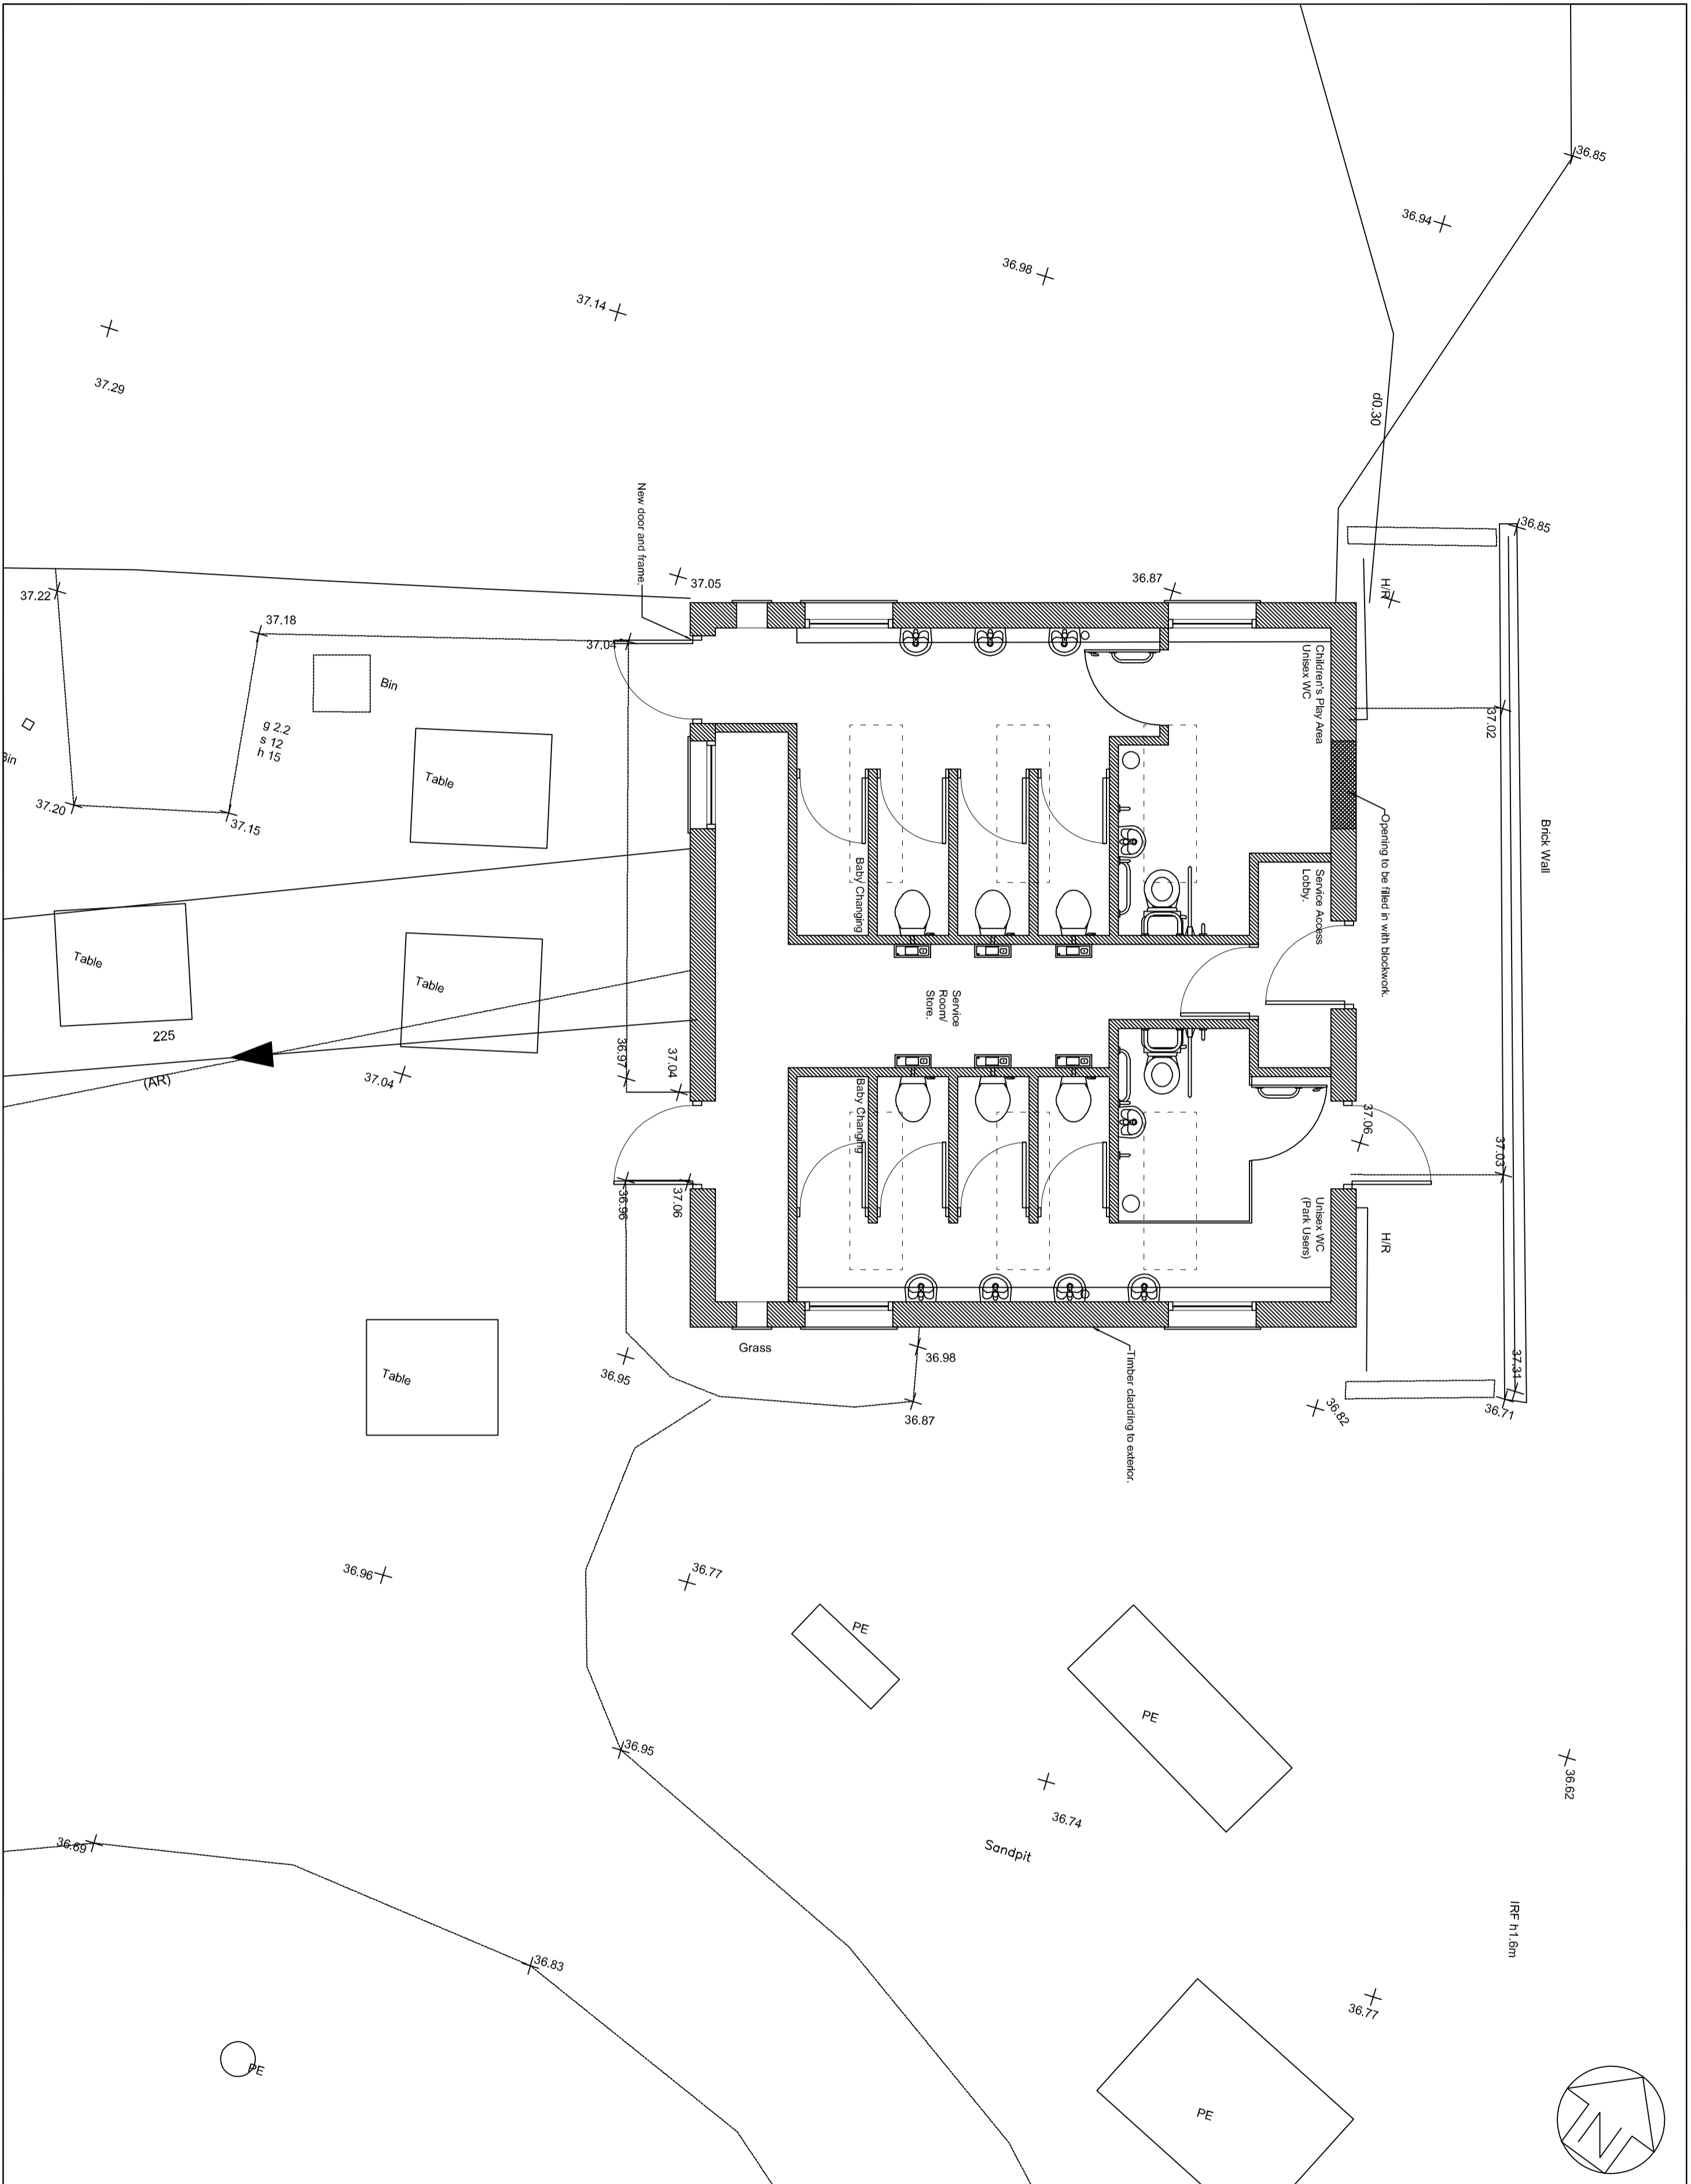 36.85
36.94
36.98
37.14
37.29
d0.30
New door and frame.
36.85
37.05
36.87
H/R
37.22
37.18
37.04
Bin
Children's Play Area
Unisex WC
37.02
g 2.2
s 12
h 15
Bin
Table
37.20
37.15
Opening to be filled in with blockwork.
Brick Wall
Baby Changing
Service Access
Lobby.
Table
Table
Service
Room/
Store.
225
(AR)
37.04
36.97
37.04
Baby Changing
37.06
37.03
36.96
37.06
Unisex WC
(Park Users)
H/R
Grass
36.98
36.95
Table
Timber cladding to exterior.
37.31
36.87
36.82
36.71
36.96
36.77
PE
PE
36.95
36.74
36.62
Sandpit
36.69
IRF h1.6m
36.83
36.77
PE
PE
N